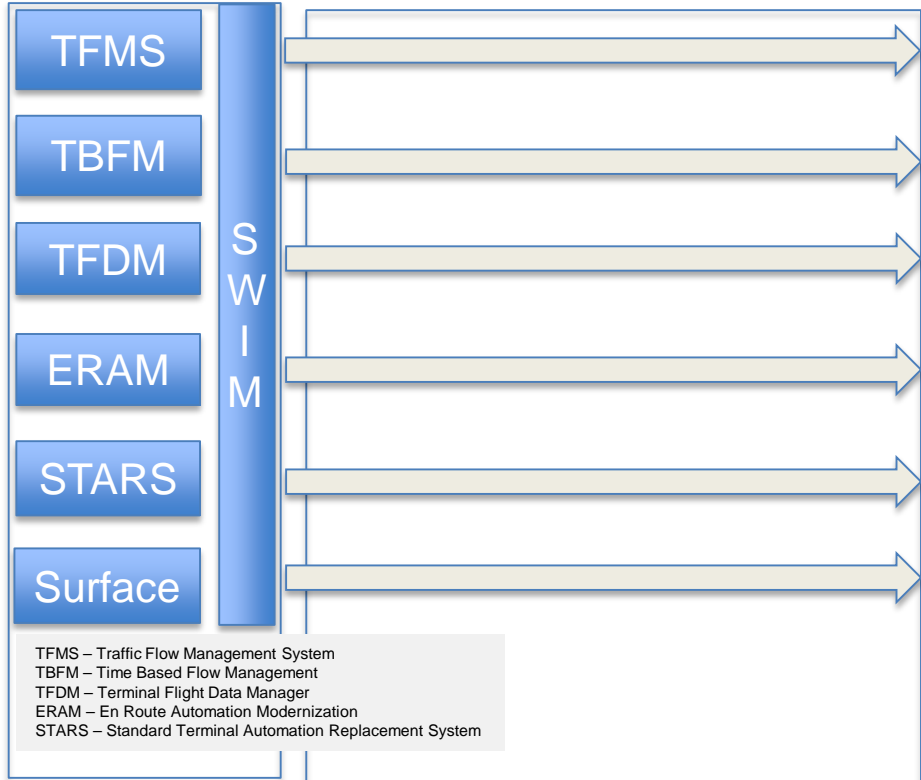 TFMS
TBFM
TFDM
ERAM
STARS
Surface
S
W
I
M
TFMS – Traffic Flow Management System
TBFM – Time Based Flow Management
TFDM – Terminal Flight Data Manager
ERAM – En Route Automation Modernization
STARS – Standard Terminal Automation Replacement System